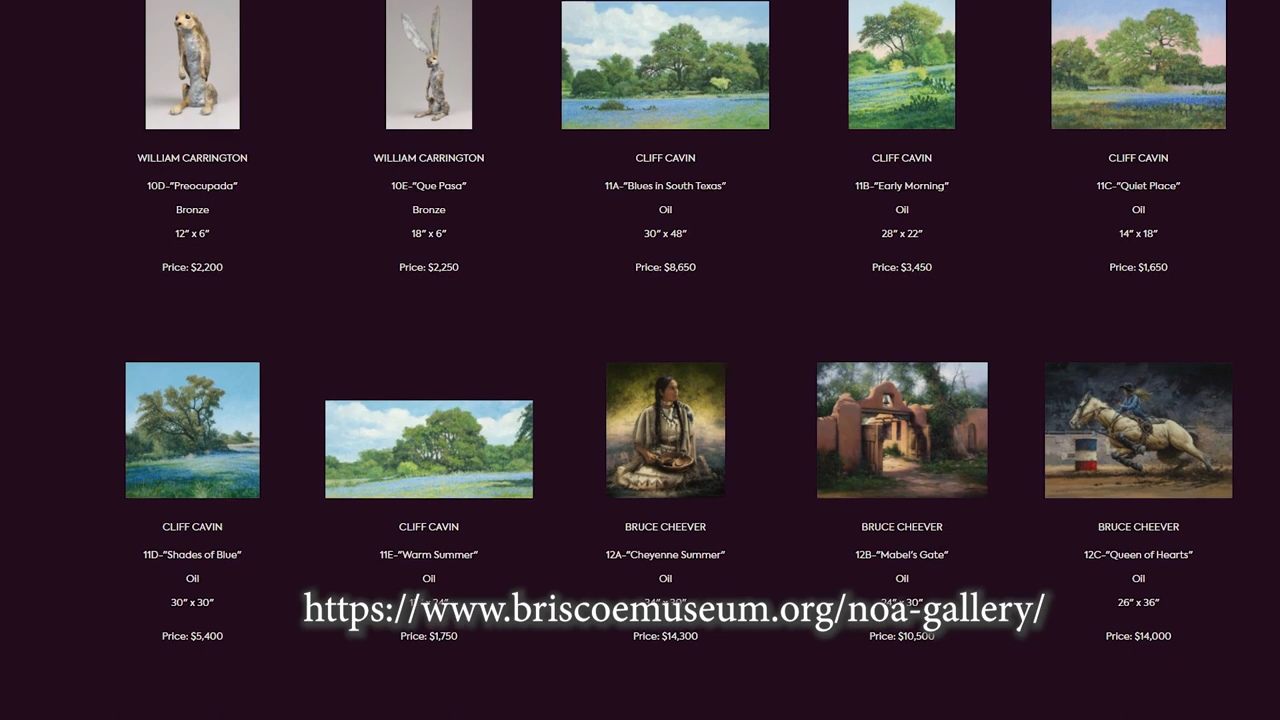 WILLIAM CARRINGTON
10D-"Preocupada"
Bronze
12" x 6"
Price: $2,200
WILLIAM CARRINGTON
10E-"Que Pasa"
Bronze
18" x 6"
Price: $2,250
CLIFF CAVIN
11A-"Blues in South Texas"
Oil
30" x 48"
Price: $8,650
CLIFF CAVIN
11B-"Early Morning"
Oil
28" x 22"
Price: $3,450
CLIFF CAVIN
11C-"Quiet Place"
Oil
14" x 18"
Price: $1,650
CLIFF CAVIN
11D-"Shades of Blue"
Oil
30" x 30"
Price: $5,400
CLIFF CAVIN
11E-"Warm Summer"
Oil
Price: $1,750
BRUCE CHEEVER
12A-"Cheyenne Summer"
Oil
Price: $14,300
BRUCE CHEEVER
12B-"Mabel's Gate"
Oil
Price: $10,500
BRUCE CHEEVER
12C-"Queen of Hearts"
Oil
26" x 36"
Price: $14,000
https://www.briscoemuseum.org/noa-gallery/